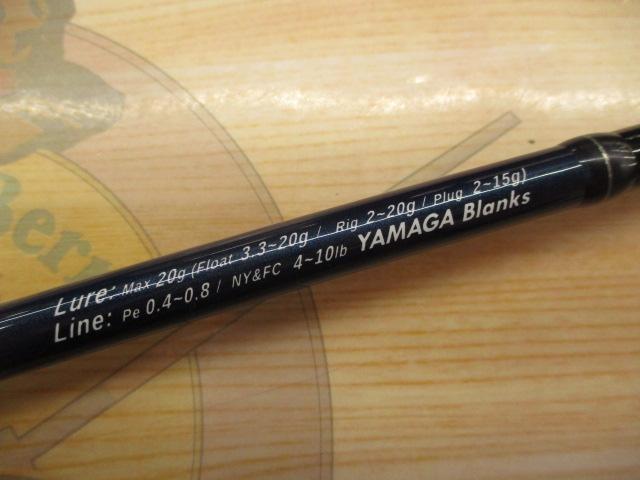 Lure: Max 20g (Float 3.3~20g / Rig 2~20g / Plug 2~15g)
Line: Pe 0.4~0.8 / NY&FC 4~10lb YAMAGA Blanks
Berry